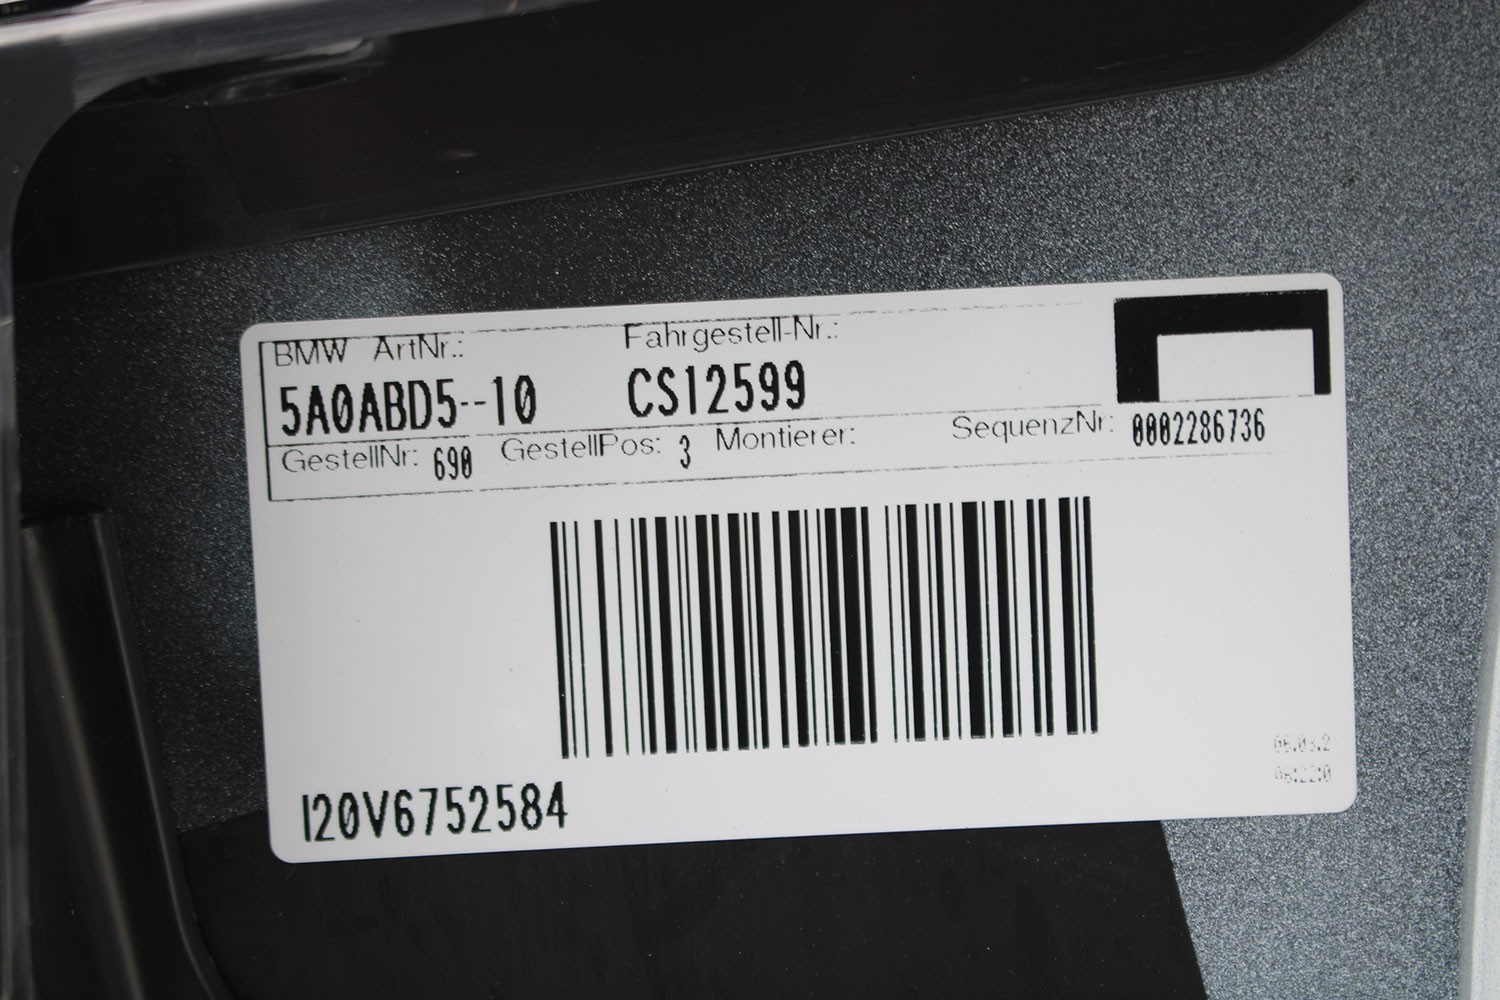 BMW ArtNr.: Fahrgestell-Nr.:
5A0ABD5--10 CS12599
GestellNr: 690 GestellPos: 3 Montierer: SequenzNr: 0002286736
I20V6752584